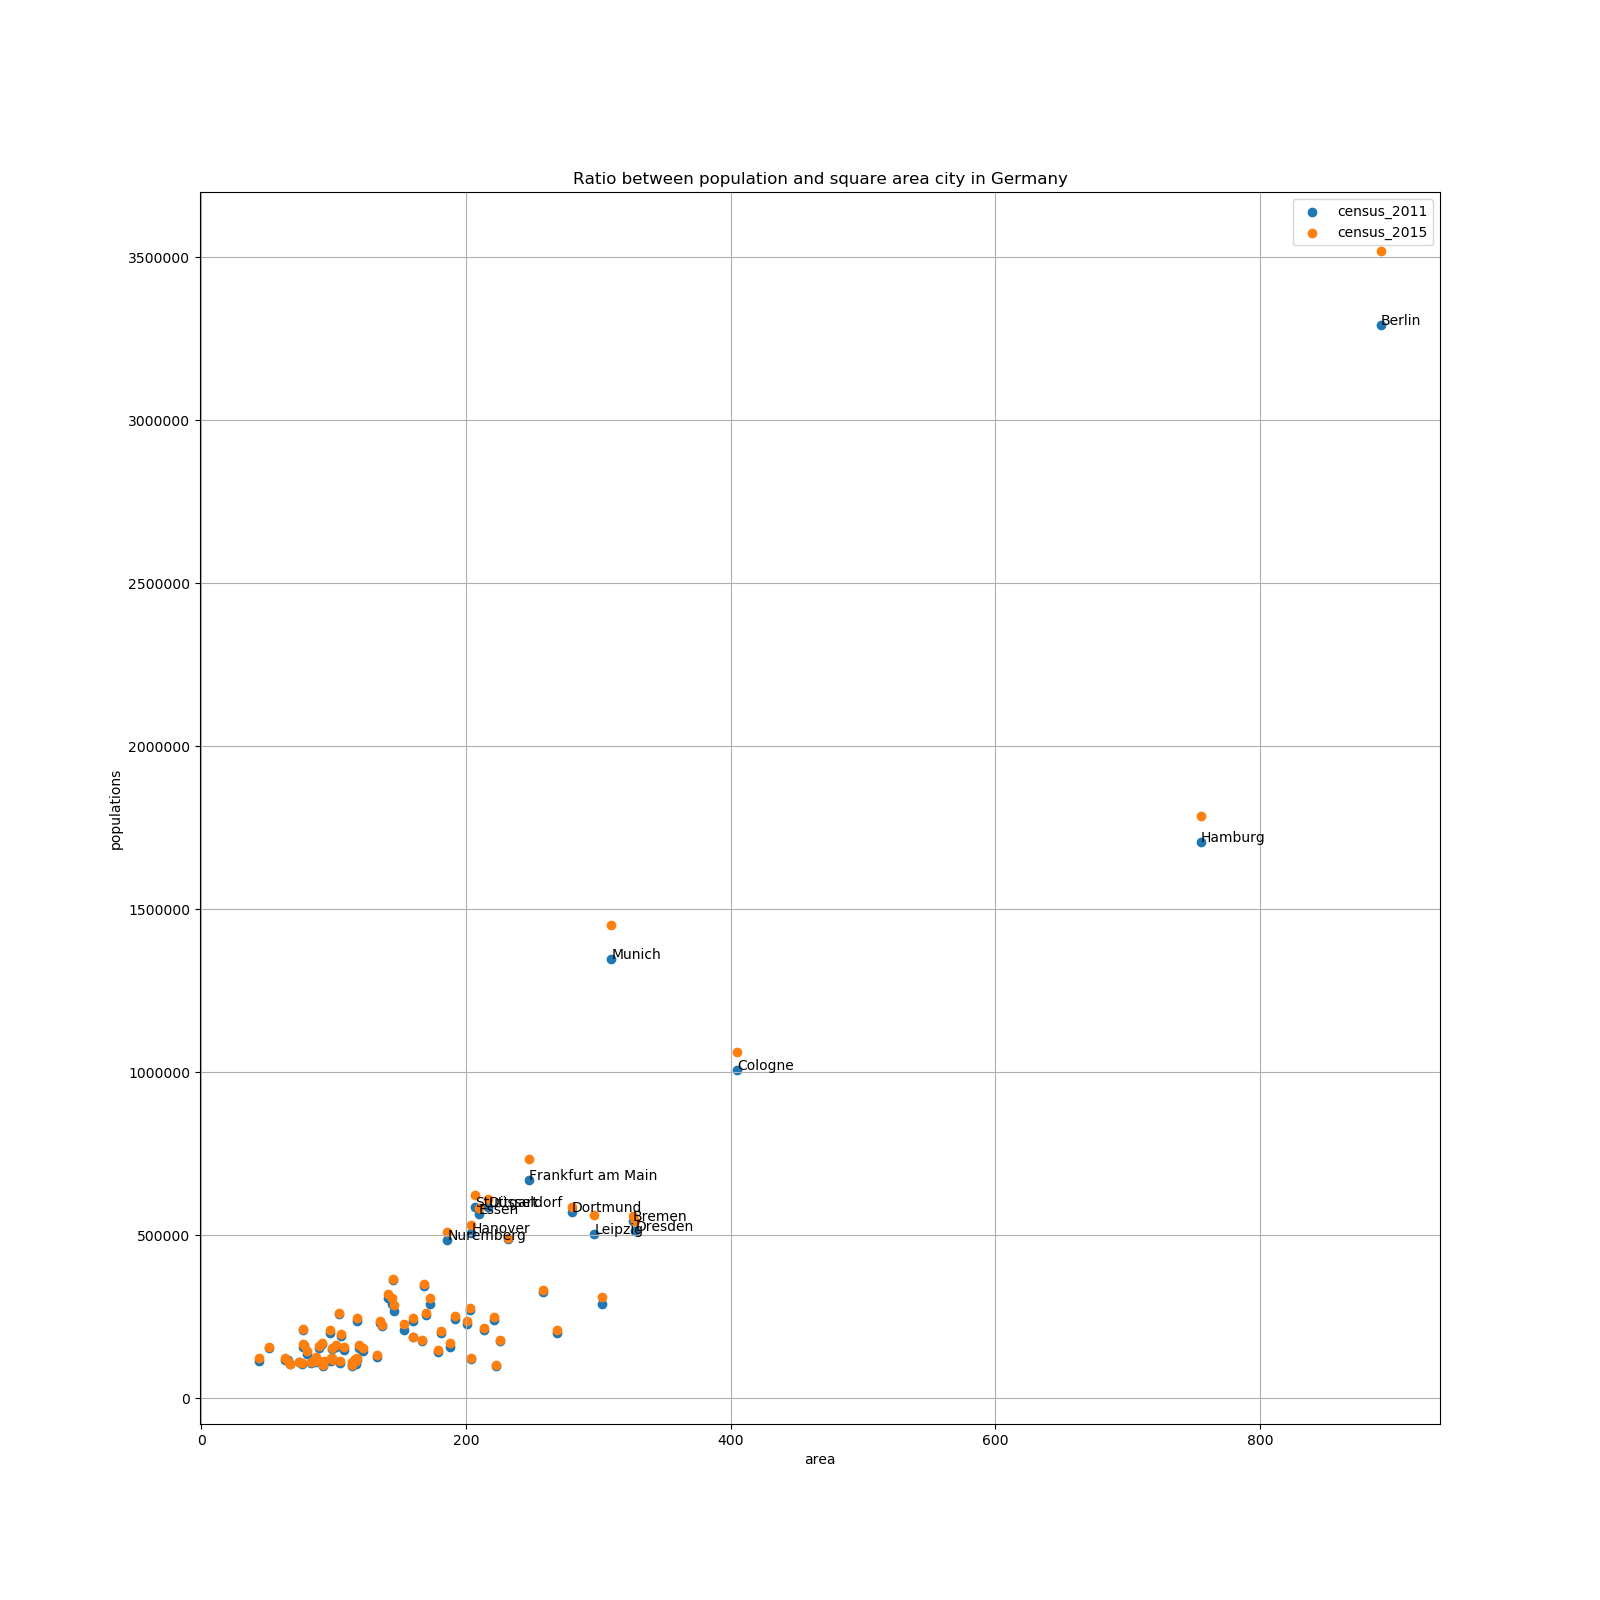 Ratio between population and square area city in Germany
census_2011
census_2015
3500000
Berlin
3000000
2500000
2000000
populations
Hamburg
1500000
Munich
1000000
Cologne
Frankfurt am Main
Stuttgart
Düsseldorf
Essen
Dortmund
Bremen
Dresden
Hanover
Leipzig
Nuremberg
500000
0
0 200 400 600 800
area